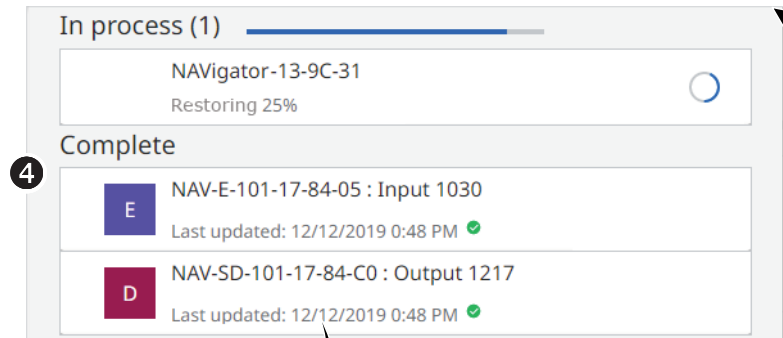 In process (1)
NAVigator-13-9C-31
Restoring 25%
Complete
4
E
NAV-E-101-17-84-05 : Input 1030
Last updated: 12/12/2019 0:48 PM
D
NAV-SD-101-17-84-C0 : Output 1217
Last updated: 12/12/2019 0:48 PM